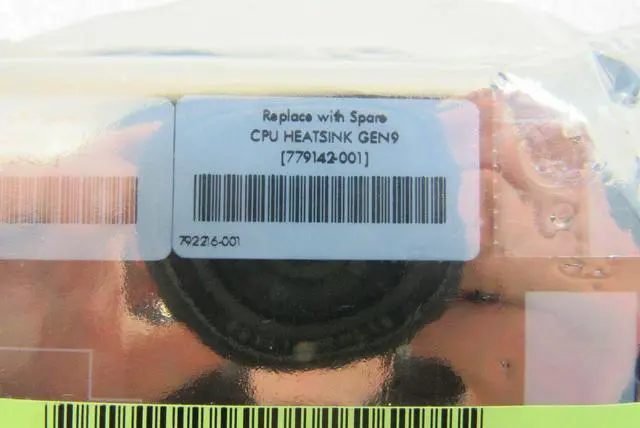 Replace with Spare
CPU HEATSINK GEN9
[779142-001]
792216-001